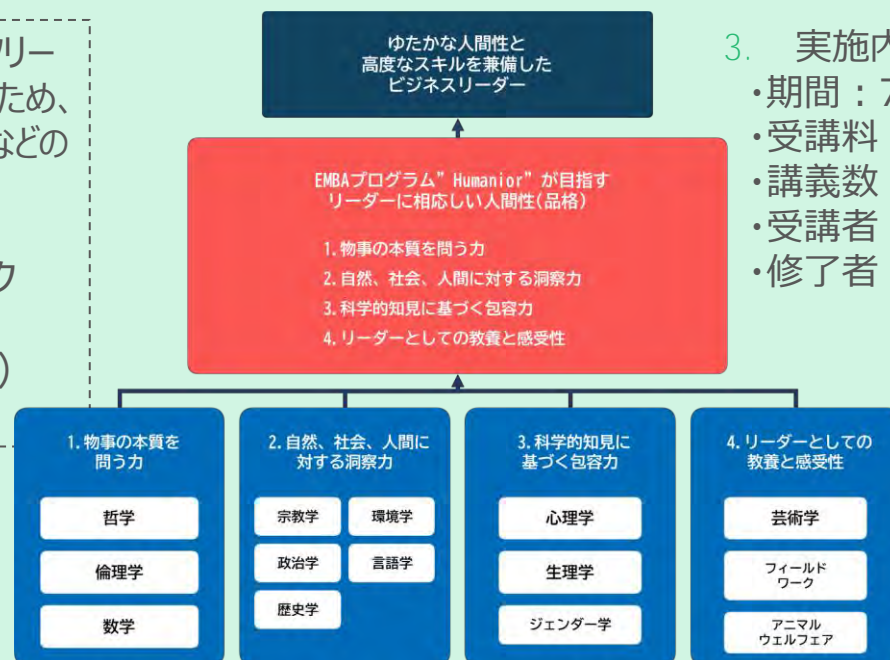 リー
ため、
などの
ク
)
ゆたかな人間性と
高度なスキルを兼備した
ビジネスリーダー
EMBAプログラム”Humanior”が目指す
リーダーに相応しい人間性(品格)
1.物事の本質を問う力
2.自然、社会、人間に対する洞察力
3.科学的知見に基づく包容力
4.リーダーとしての教養と感受性
3. 実施内
・期間：7
・受講料
・講義数
・受講者
・修了者
1.物事の本質を
問う力
哲学
倫理学
数学
2.自然、社会、人間に
対する洞察力
宗教学
環境学
政治学
言語学
歴史学
3.科学的知見に
基づく包容力
心理学
生理学
ジェンダー学
4.リーダーとしての
教養と感受性
芸術学
フィールド
ワーク
アニマル
ウェルフェア